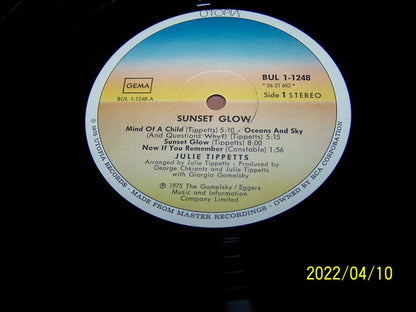 UTOPIA
GEMA
BUL 1-1248-A
BUL 1-1248
* 26.21 602 *
Side 1 STEREO
SUNSET GLOW
Mind Of A Child (Tippetts) 5:10 - Oceans And Sky
(And Questions Why?) (Tippetts) 5:15
Sunset Glow (Tippetts) 8:00
Now If You Remember (Constable) 1:56
JULIE TIPPETTS
Arranged by Julie Tippetts - Produced by
George Chkiantz and Julie Tippetts
with Giorgio Gomelsky
℗ 1975 The Gomelsky / Eggers
Music and Information
Company Limited
© 1975 UTOPIA RECORDS · MADE FROM MASTER RECORDINGS · OWNED BY RCA CORPORATION
2022/04/10